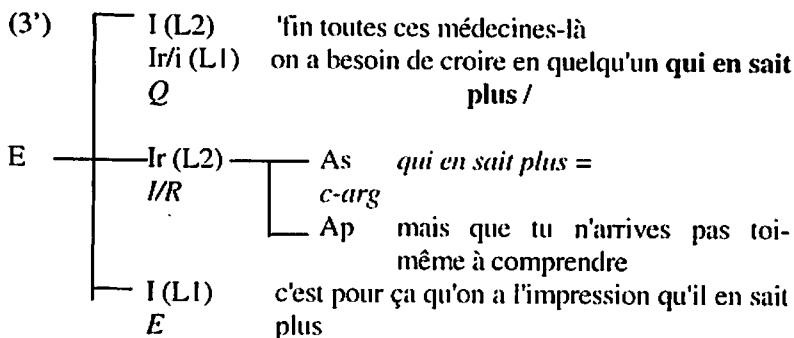 (3') I (L2) 'fin toutes ces médecines-là
Ir/i (L1) on a besoin de croire en quelqu'un qui en sait
Q plus /
E Ir (L2) As qui en sait plus =
I/R c-arg
Ap mais que tu n'arrives pas toi-
même à comprendre
I (L1) c'est pour ça qu'on a l'impression qu'il en sait
E plus